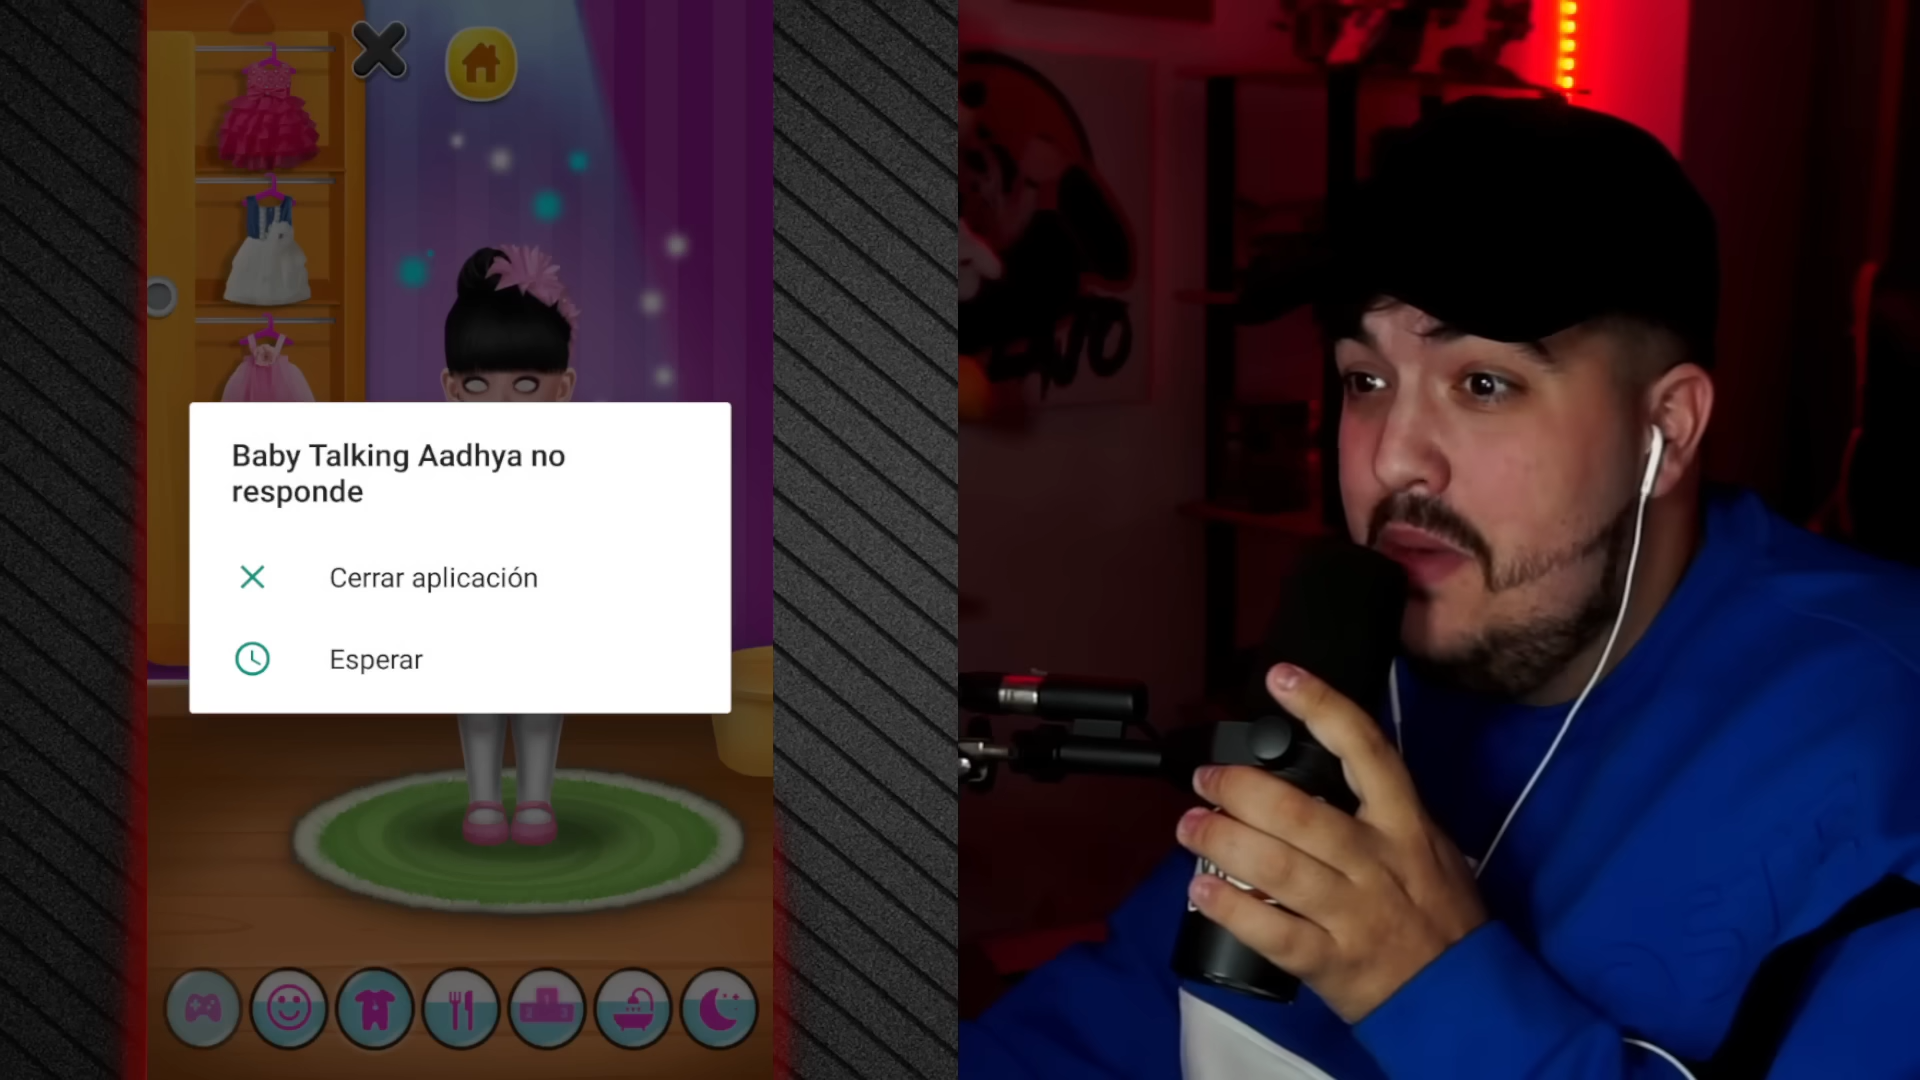 Baby Talking Aadhya no
responde
Cerrar aplicación
Esperar